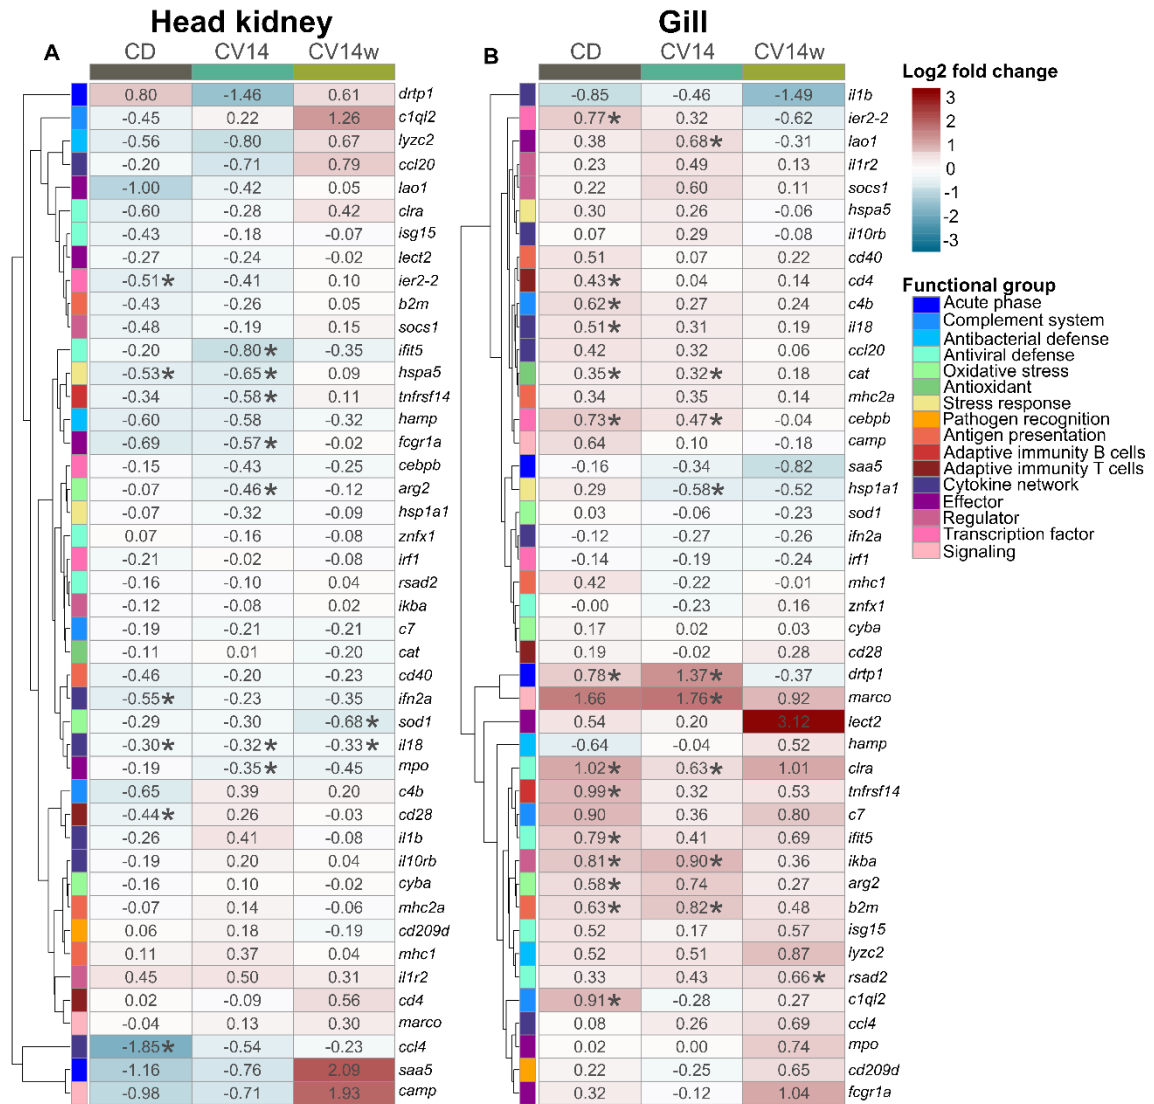 Head kidney
Gill
A CD CV14 CV14w
B CD CV14 CV14w
0.80 -1.46 0.61 drtp1
-0.45 0.22 1.26 c1ql2
-0.56 -0.80 0.67 lyzc2
-0.20 -0.71 0.79 ccl20
-1.00 -0.42 0.05 lao1
-0.60 -0.28 0.42 clra
-0.43 -0.18 -0.07 isg15
-0.27 -0.24 -0.02 lect2
-0.51* -0.41 0.10 ier2-2
-0.43 -0.26 0.05 b2m
-0.48 -0.19 0.15 socs1
-0.20 -0.80* -0.35 ifit5
-0.53* -0.65* 0.09 hspa5
-0.34 -0.58* 0.11 tnfrsf14
-0.60 -0.58 -0.32 hamp
-0.69 -0.57* -0.02 fcgr1a
-0.15 -0.43 -0.25 cebpb
-0.07 -0.46* -0.12 arg2
-0.07 -0.32 -0.09 hsp1a1
0.07 -0.16 -0.08 znfx1
-0.21 -0.02 -0.08 irf1
-0.16 -0.10 0.04 rsad2
-0.12 -0.08 0.02 ikba
-0.19 -0.21 -0.21 c7
-0.11 0.01 -0.20 cat
-0.46 -0.20 -0.23 cd40
-0.55* -0.23 -0.35 ifn2a
-0.29 -0.30 -0.68* sod1
-0.30* -0.32* -0.33* il18
-0.19 -0.35* -0.45 mpo
-0.65 0.39 0.20 c4b
-0.44* 0.26 -0.03 cd28
-0.26 0.41 -0.08 il1b
-0.19 0.20 0.04 il10rb
-0.16 0.10 -0.02 cyba
-0.07 0.14 -0.06 mhc2a
0.06 0.18 -0.19 cd209d
0.11 0.37 0.04 mhc1
0.45 0.50 0.31 il1r2
0.02 -0.09 0.56 cd4
-0.04 0.13 0.30 marco
-1.85* -0.54 -0.23 ccl4
-1.16 -0.76 2.09 saa5
-0.98 -0.71 1.93 camp
-0.85 -0.46 -1.49 il1b
0.77* 0.32 -0.62 ier2-2
0.38 0.68* -0.31 lao1
0.23 0.49 0.13 il1r2
0.22 0.60 0.11 socs1
0.30 0.26 -0.06 hspa5
0.07 0.29 -0.08 il10rb
0.51 0.07 0.22 cd40
0.43* 0.04 0.14 cd4
0.62* 0.27 0.24 c4b
0.51* 0.31 0.19 il18
0.42 0.32 0.06 ccl20
0.35* 0.32* 0.18 cat
0.34 0.35 0.14 mhc2a
0.73* 0.47* -0.04 cebpb
0.64 0.10 -0.18 camp
-0.16 -0.34 -0.82 saa5
0.29 -0.58* -0.52 hsp1a1
0.03 -0.06 -0.23 sod1
-0.12 -0.27 -0.26 ifn2a
-0.14 -0.19 -0.24 irf1
0.42 -0.22 -0.01 mhc1
-0.00 -0.23 0.16 znfx1
0.17 0.02 0.03 cyba
0.19 -0.02 0.28 cd28
0.78* 1.37* -0.37 drtp1
1.66 1.76* 0.92 marco
0.54 0.20 3.12 lect2
-0.64 -0.04 0.52 hamp
1.02* 0.63* 1.01 clra
0.99* 0.32 0.53 tnfrsf14
0.90 0.36 0.80 c7
0.79* 0.41 0.69 ifit5
0.81* 0.90* 0.36 ikba
0.58* 0.74 0.27 arg2
0.63* 0.82* 0.48 b2m
0.52 0.17 0.57 isg15
0.52 0.51 0.87 lyzc2
0.33 0.43 0.66* rsad2
0.91* -0.28 0.27 c1ql2
0.08 0.26 0.69 ccl4
0.02 0.00 0.74 mpo
0.22 -0.25 0.65 cd209d
0.32 -0.12 1.04 fcgr1a
Log2 fold change
3
2
1
0
-1
-2
-3
Functional group
Acute phase
Complement system
Antibacterial defense
Antiviral defense
Oxidative stress
Antioxidant
Stress response
Pathogen recognition
Antigen presentation
Adaptive immunity B cells
Adaptive immunity T cells
Cytokine network
Effector
Regulator
Transcription factor
Signaling